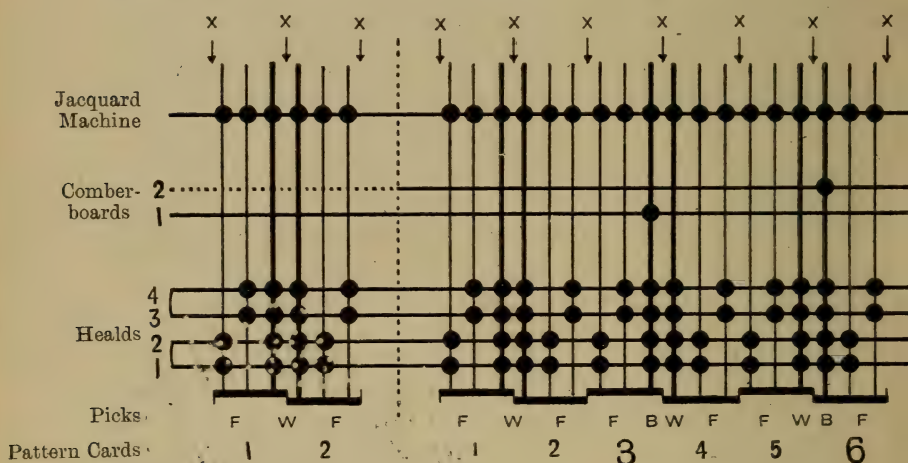 X X X X X X X X X X
Jacquard
Machine
Comber- 2
boards 1
4
3
Healds 2
1
Picks F W F F W F F B W F F W B F
Pattern Cards 1 2 1 2 3 4 5 6